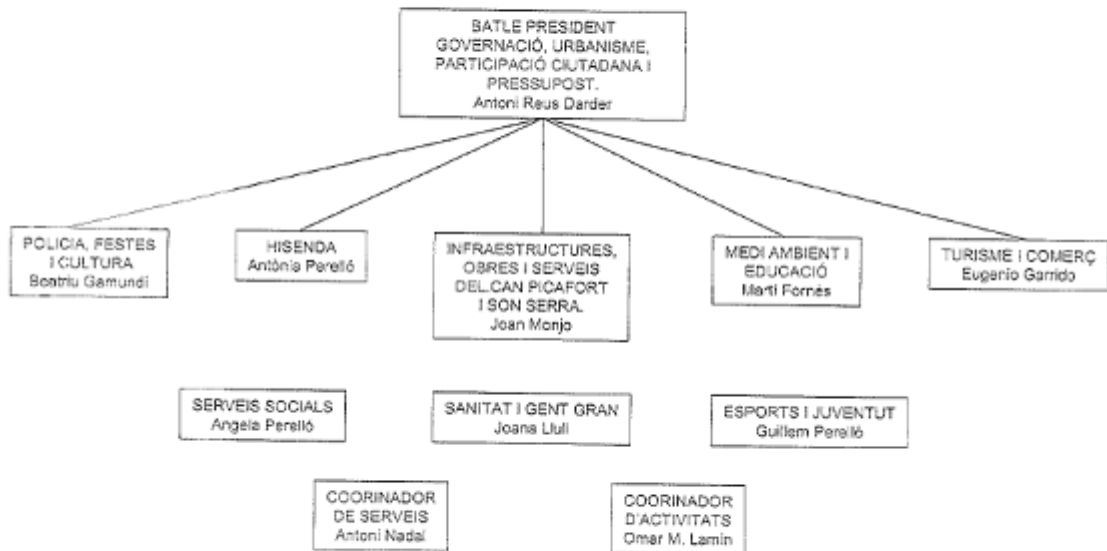 BATLE PRESIDENT
GOVERNACIÓ, URBANISME,
PARTICIPACIÓ CIUTADANA I
PRESSUPOST.
Antoni Reus Darder
POLICIA, FESTES
I CULTURA
Beatriu Gamundí
HISENDA
Antònia Perelló
INFRAESTRUCTURES,
OBRES I SERVEIS
DEL.CAN PICAFORT
I SON SERRA.
Joan Monjo
MEDI AMBIENT I
EDUCACIÓ
Martí Fornés
TURISME I COMERÇ
Eugenio Garrido
SERVEIS SOCIALS
Angela Perelló
SANITAT I GENT GRAN
Joana Llull
ESPORTS I JUVENTUT
Guillem Perelló
COORINADOR
DE SERVEIS
Antoni Nadal
COORINADOR
D'ACTIVITATS
Omar M. Lamin